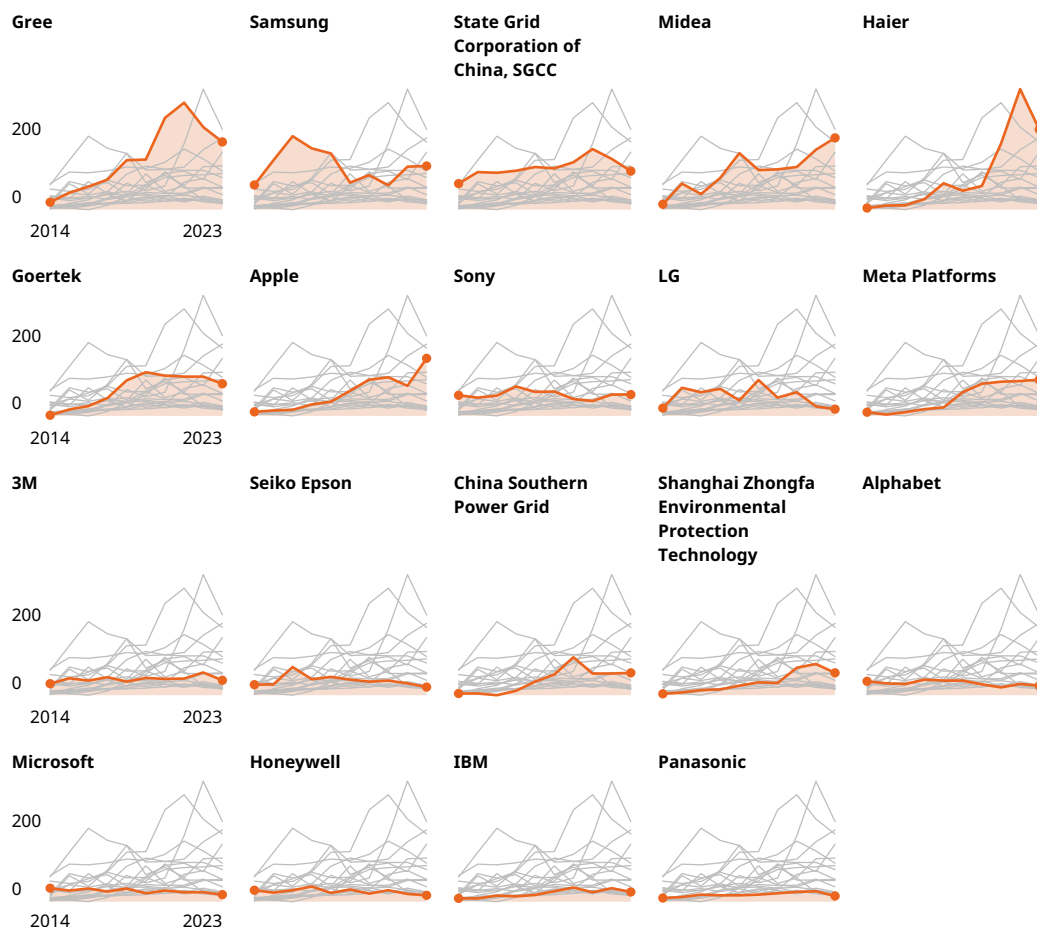 Gree
Samsung
State Grid
Corporation of
China, SGCC
Midea
Haier
200
0
2014
2023
Goertek
Apple
Sony
LG
Meta Platforms
200
0
2014
2023
3M
Seiko Epson
China Southern
Power Grid
Shanghai Zhongfa
Environmental
Protection
Technology
Alphabet
200
0
2014
2023
Microsoft
Honeywell
IBM
Panasonic
200
0
2014
2023